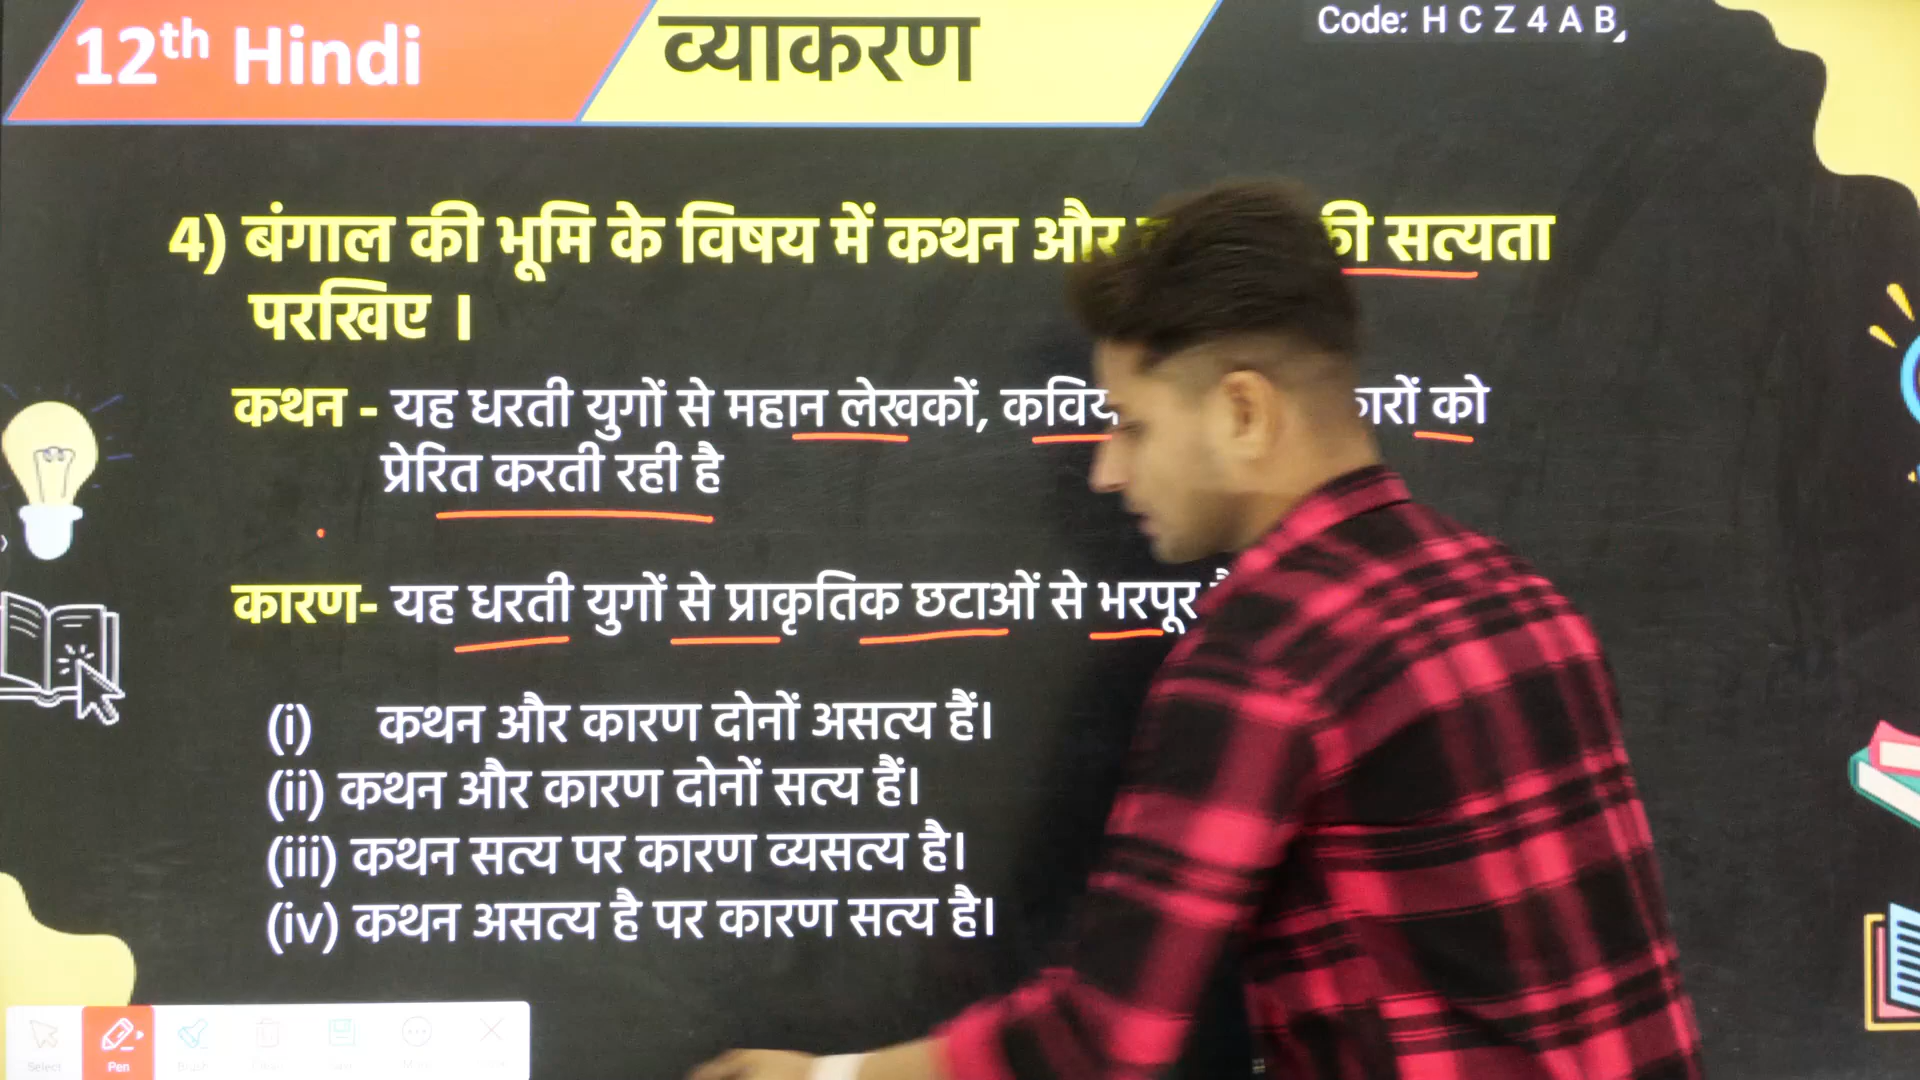 12th Hindi
व्याकरण
Code: H C Z 4 A B
4) बंगाल की भूमि के विषय में कथन और की सत्यता
परखिए ।
कथन - यह धरती युगों से महान लेखकों, को
प्रेरित करती रही है
कारण- यह धरती युगों से प्राकृतिक छटाओं से भरपूर
(i) कथन और कारण दोनों असत्य हैं।
(ii) कथन और कारण दोनों सत्य हैं।
(iii) कथन सत्य पर कारण व्यसत्य है।
(iv) कथन असत्य है पर कारण सत्य है।
Select
Pen
Brush